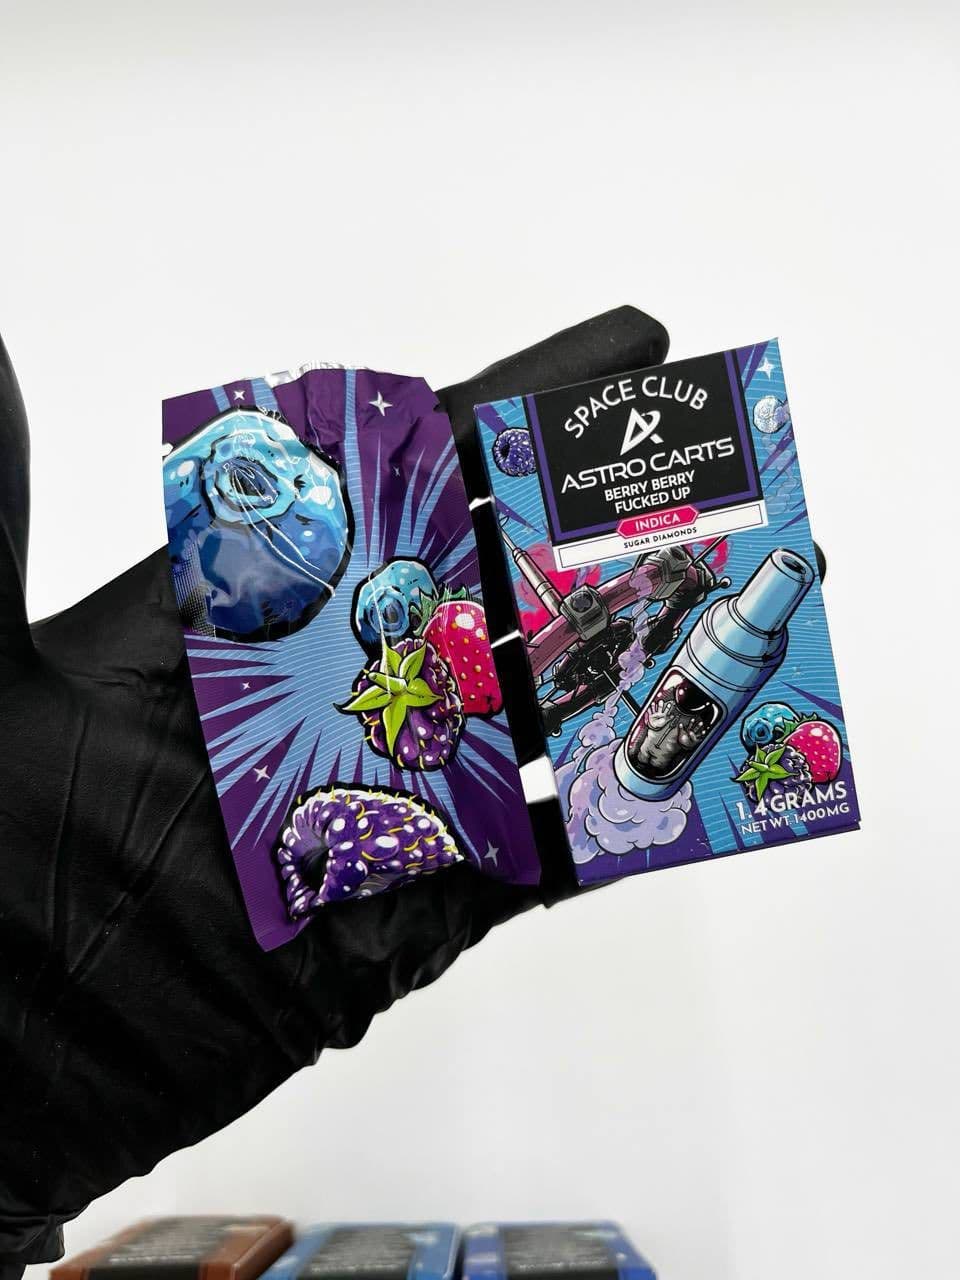 SPACE CLUB
ASTRO CARTS
BERRY BERRY
FUCKED UP
INDICA
SUGAR DIAMONDS
1.4 GRAMS
NET WT. 1400MG